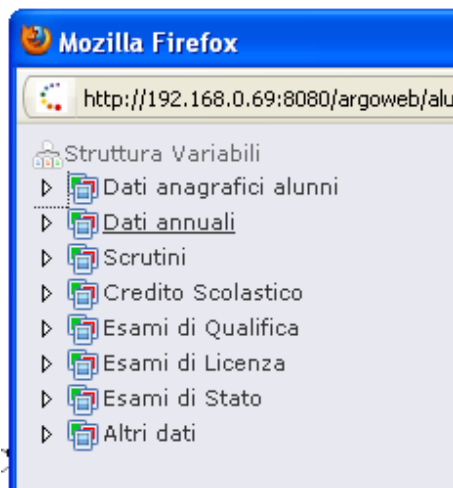 Mozilla Firefox
http://192.168.0.69:8080/argoweb/alu
Struttura Variabili
Dati anagrafici alunni
Dati annuali
Scrutini
Credito Scolastico
Esami di Qualifica
Esami di Licenza
Esami di Stato
Altri dati